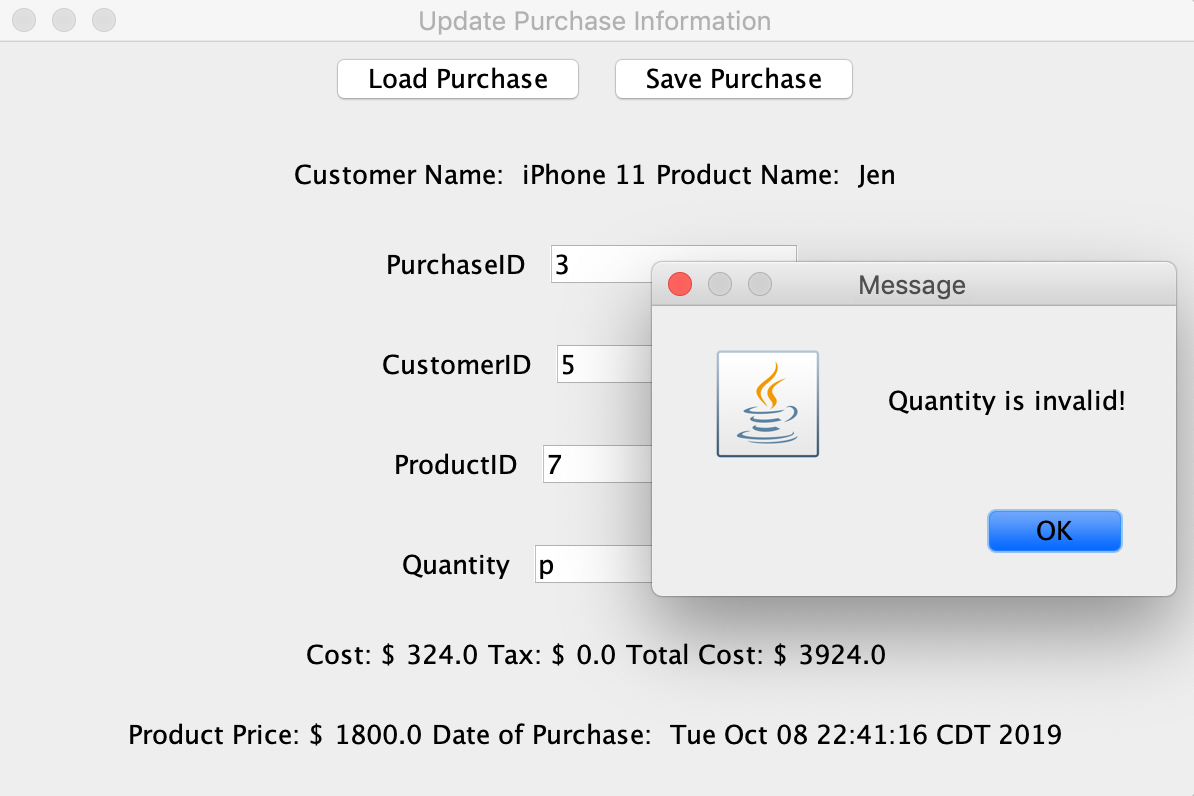 Update Purchase Information
Load Purchase Save Purchase
Customer Name: iPhone 11 Product Name: Jen
PurchaseID 3
Message
CustomerID 5
Quantity is invalid!
ProductID 7
OK
Quantity p
Cost: $ 324.0 Tax: $ 0.0 Total Cost: $ 3924.0
Product Price: $ 1800.0 Date of Purchase: Tue Oct 08 22:41:16 CDT 2019